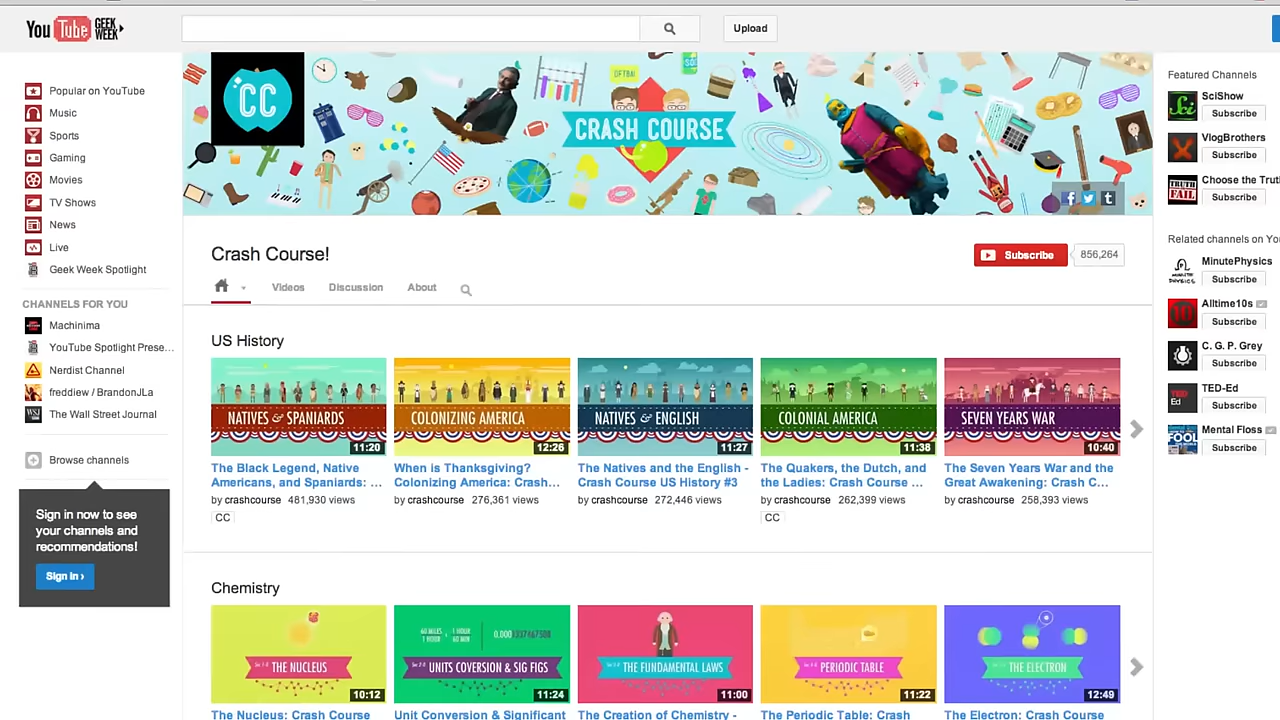 You Tube GEEK WEEK
Upload
Popular on YouTube
Music
Sports
Gaming
Movies
TV Shows
News
Live
Geek Week Spotlight
CHANNELS FOR YOU
Machinima
YouTube Spotlight Prese...
Nerdist Channel
freddiew / BrandonJLa
The Wall Street Journal
Browse channels
Sign in now to see
your channels and
recommendations!
Sign in ›
CC
CRASH COURSE
Crash Course!
Subscribe 856,264
Videos Discussion About
US History
NATIVES & SPANIARDS
11:20
The Black Legend, Native
Americans, and Spaniards: ...
by crashcourse 481,930 views
CC
COLONIZING AMERICA
12:26
When is Thanksgiving?
Colonizing America: Crash...
by crashcourse 276,361 views
NATIVES & ENGLISH
11:27
The Natives and the English -
Crash Course US History #3
by crashcourse 272,446 views
COLONIAL AMERICA
11:38
The Quakers, the Dutch, and
the Ladies: Crash Course ...
by crashcourse 262,399 views
CC
SEVEN YEARS WAR
10:40
The Seven Years War and the
Great Awakening: Crash C...
by crashcourse 258,393 views
Chemistry
THE NUCLEUS
10:12
The Nucleus: Crash Course
UNITS COVERSION & SIG FIGS
11:24
Unit Conversion & Significant
THE FUNDAMENTAL LAWS
11:00
The Creation of Chemistry -
PERIODIC TABLE
11:22
The Periodic Table: Crash
THE ELECTRON
12:49
The Electron: Crash Course
Featured Channels
SciShow
Subscribe
VlogBrothers
Subscribe
TRUTH FAIL
Choose the Trut
Subscribe
Related channels on Yo
MinutePhysics
Subscribe
Alltime10s
Subscribe
C. G. P. Grey
Subscribe
TED-Ed
Subscribe
Mental Floss
Subscribe